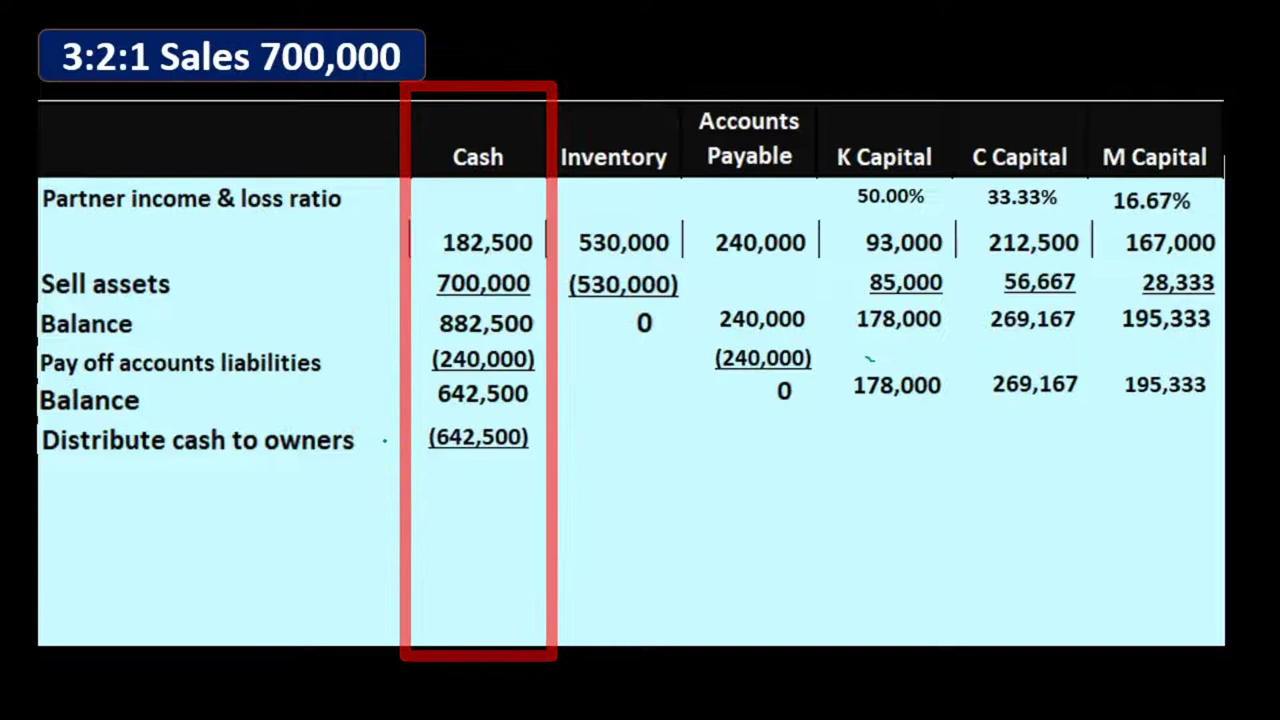 3:2:1 Sales 700,000
Accounts
Cash Inventory Payable K Capital C Capital M Capital
Partner income & loss ratio 50.00% 33.33% 16.67%
182,500 530,000 240,000 93,000 212,500 167,000
Sell assets 700,000 (530,000) 85,000 56,667 28,333
Balance 882,500 0 240,000 178,000 269,167 195,333
Pay off accounts liabilities (240,000) (240,000)
Balance 642,500 0 178,000 269,167 195,333
Distribute cash to owners (642,500)